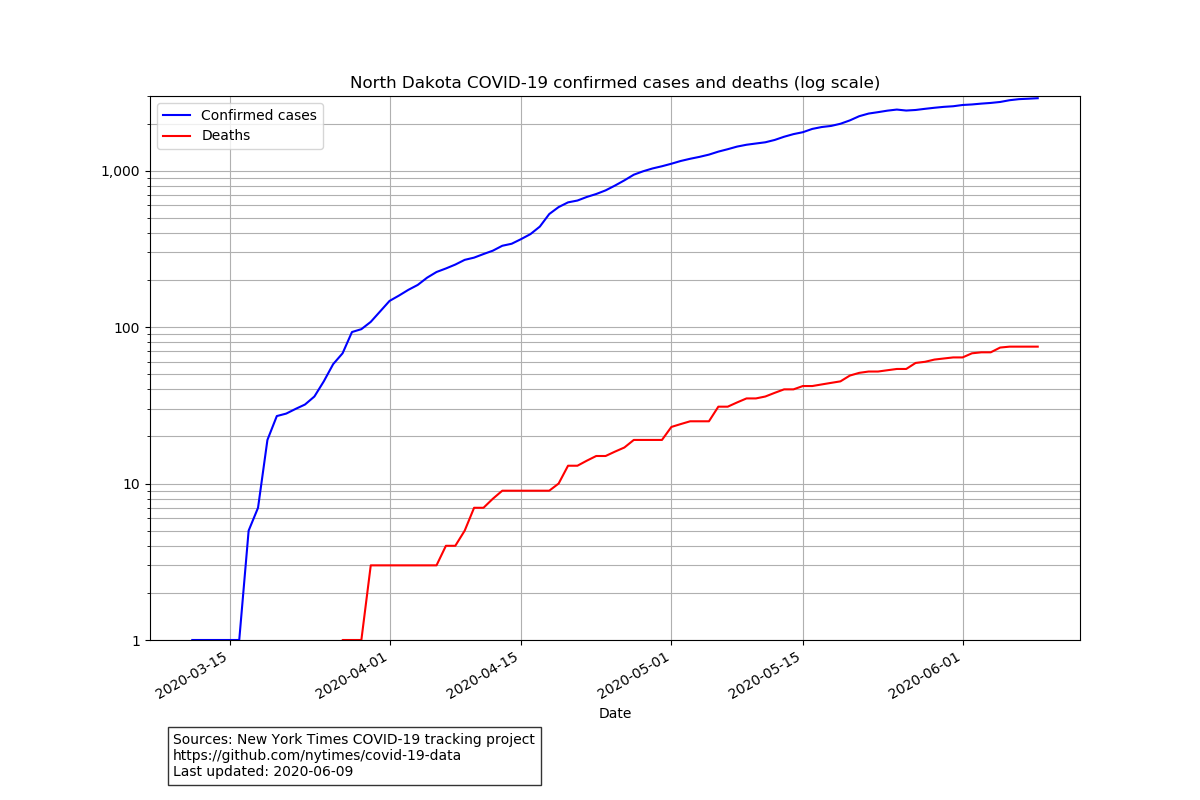 North Dakota COVID-19 confirmed cases and deaths (log scale)
Confirmed cases
Deaths
1,000
100
10
1
2020-03-15
2020-04-01
2020-04-15
2020-05-01
2020-05-15
2020-06-01
Date
Sources: New York Times COVID-19 tracking project
https://github.com/nytimes/covid-19-data
Last updated: 2020-06-09